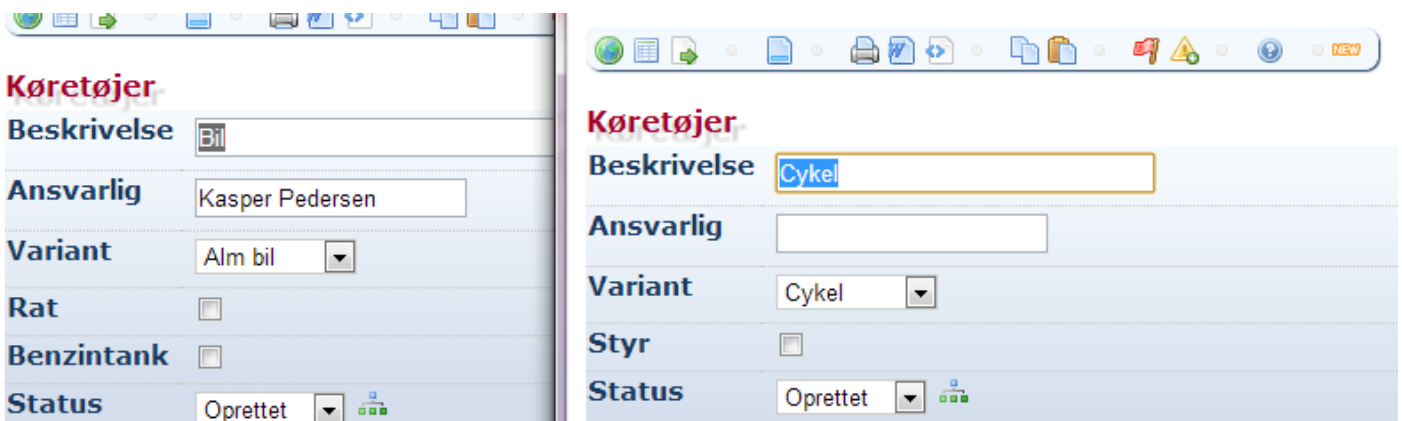 Køretøjer
Beskrivelse Bil
Ansvarlig Kasper Pedersen
Variant Alm bil
Rat
Benzintank
Status Oprettet
NEW
Køretøjer
Beskrivelse Cykel
Ansvarlig
Variant Cykel
Styr
Status Oprettet